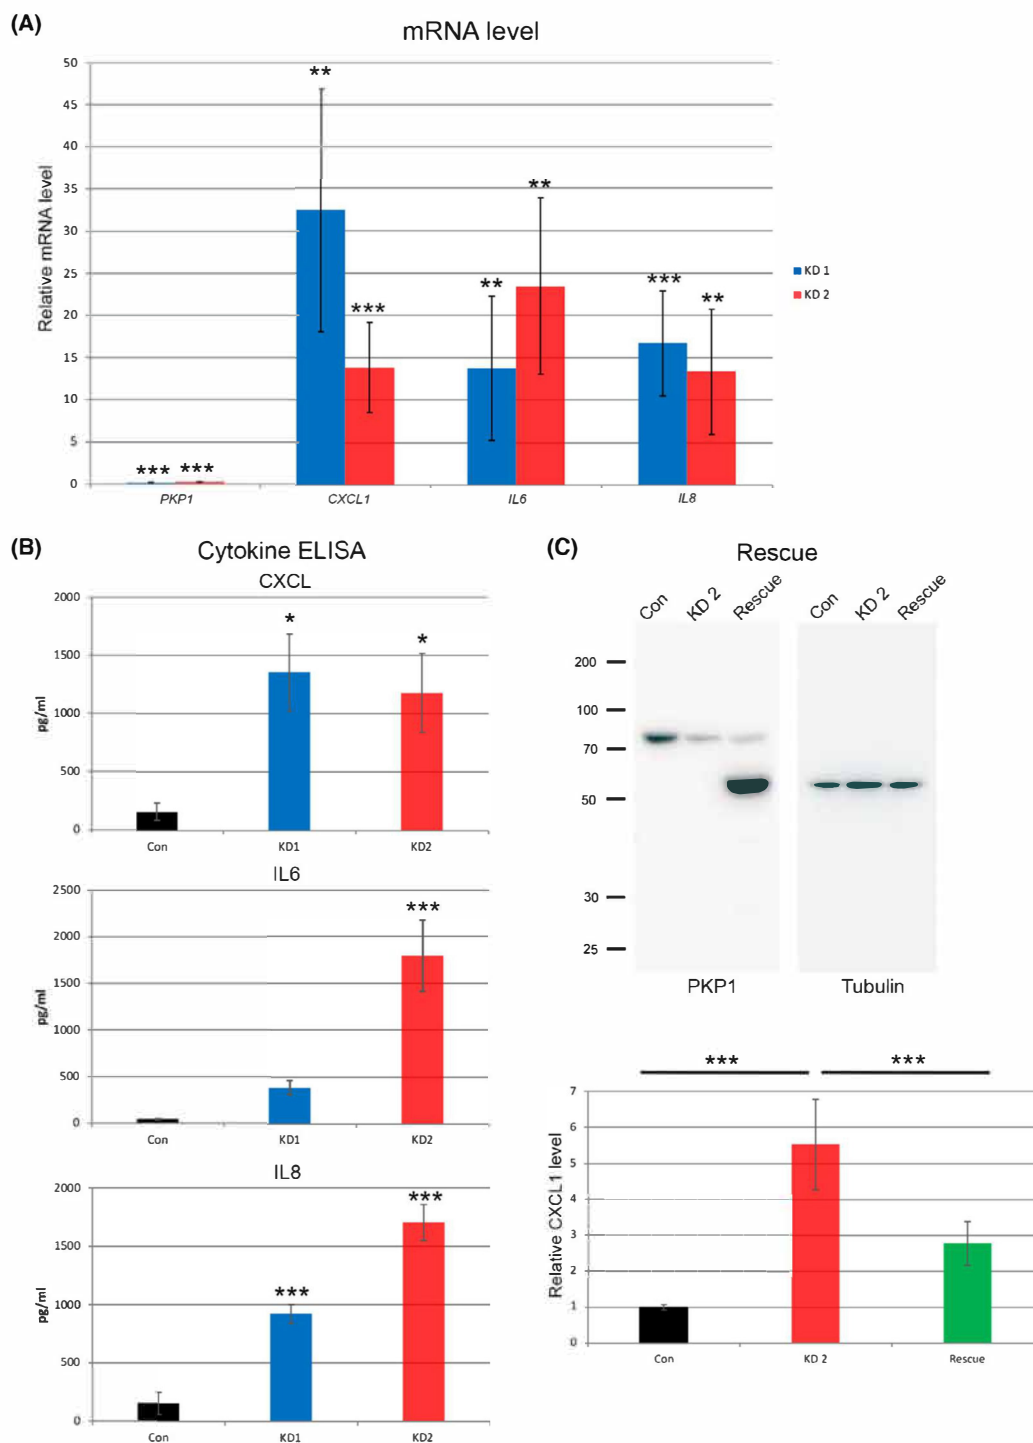 (A)
mRNA level
Relative mRNA level
50
45
40
35
30
25
20
15
10
5
0
**
***
**
**
***
**
*** ***
PKP1 CXCL1 IL6 IL8
KD 1
KD 2
(B)
Cytokine ELISA
CXCL
pg/ml
2000
1500
1000
500
0
*
*
Con KD1 KD2
IL6
pg/ml
2500
2000
1500
1000
500
0
***
Con KD1 KD2
IL8
pg/ml
2000
1500
1000
500
0
***
***
Con KD1 KD2
(C)
Rescue
Con KD 2 Rescue Con KD 2 Rescue
200
100
70
50
30
25
PKP1 Tubulin
*** ***
Relative CXCL1 level
7
6
5
4
3
2
1
0
Con KD 2 Rescue